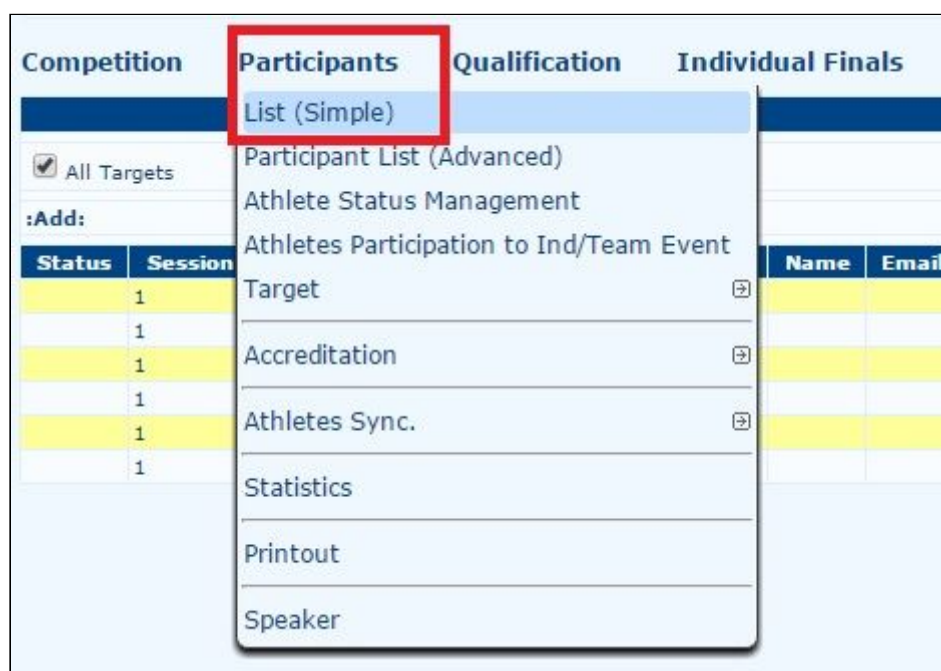 Competition Participants Qualification Individual Finals
List (Simple)
All Targets
Participant List (Advanced)
Athlete Status Management
:Add:
Athletes Participation to Ind/Team Event
Status Session Name Email
Target
1
1
1
Accreditation
1
Athletes Sync.
1
1
Statistics
Printout
Speaker